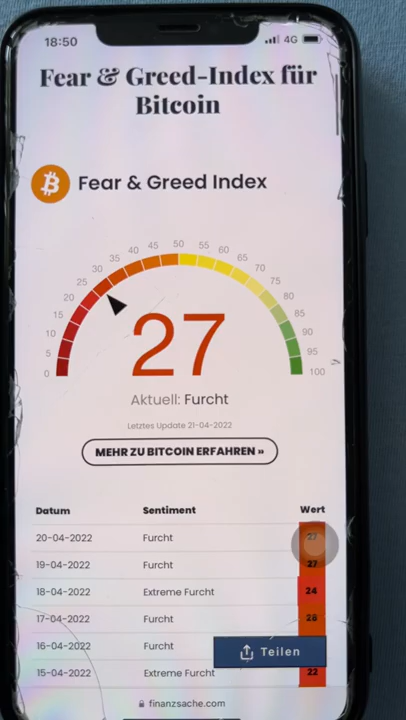 18:50
4G
Fear & Greed-Index für
Bitcoin
Fear & Greed Index
0
5
10
15
20
25
30
35
40
45
50
55
60
65
70
75
80
85
90
95
100
27
Aktuell: Furcht
Letztes Update 21-04-2022
MEHR ZU BITCOIN ERFAHREN »
Datum Sentiment Wert
20-04-2022 Furcht 27
19-04-2022 Furcht 27
18-04-2022 Extreme Furcht 24
17-04-2022 Furcht 28
16-04-2022 Furcht
Teilen
15-04-2022 Extreme Furcht 22
finanzsache.com